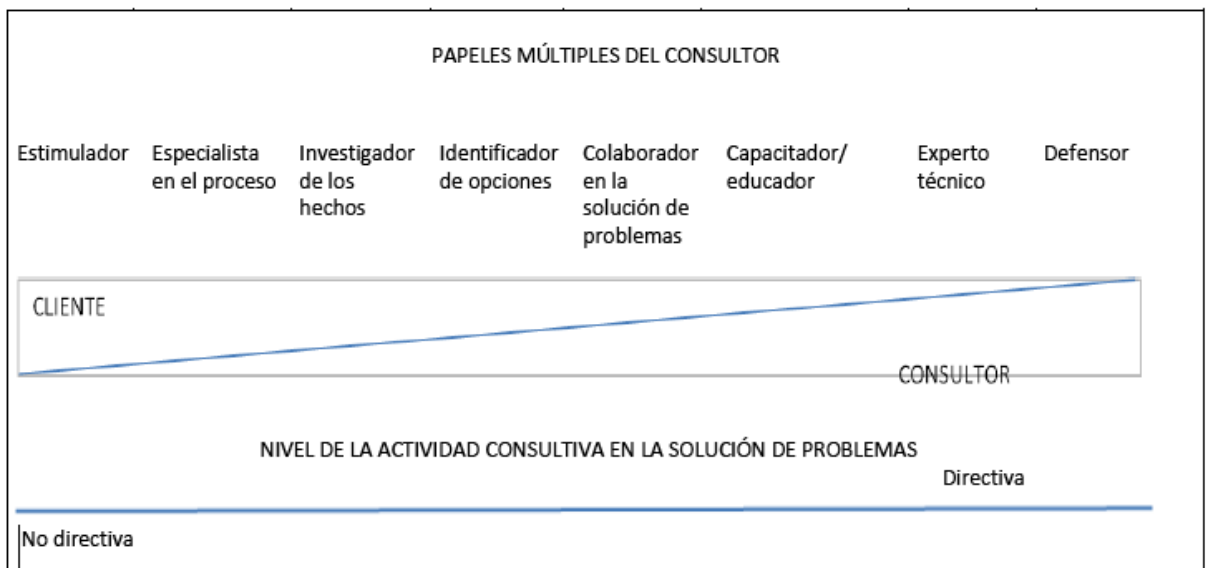 PAPELES MÚLTIPLES DEL CONSULTOR
Estimulador
Especialista
en el proceso
Investigador
de los
hechos
Identificador
de opciones
Colaborador
en la
solución de
problemas
Capacitador/
educador
Experto
técnico
Defensor
CLIENTE
CONSULTOR
NIVEL DE LA ACTIVIDAD CONSULTIVA EN LA SOLUCIÓN DE PROBLEMAS
Directiva
No directiva